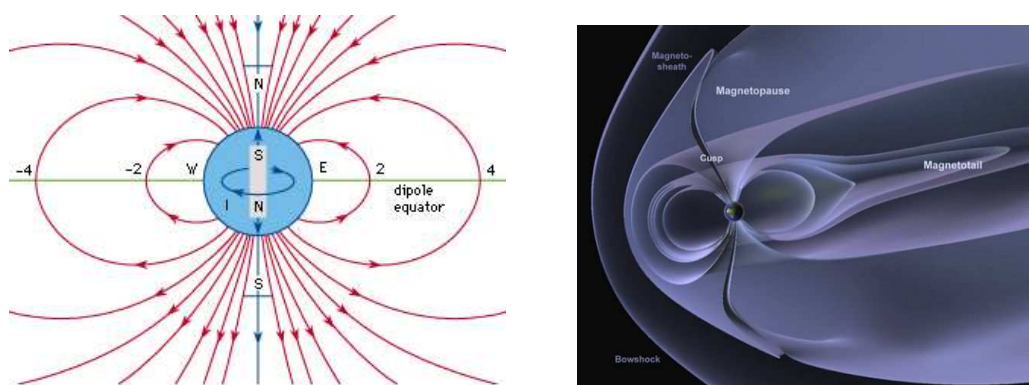 N
S
-4
-2
W
E
2
4
dipole
equator
I
N
S
Magneto-
sheath
Magnetopause
Cusp
Magnetotail
Bowshock